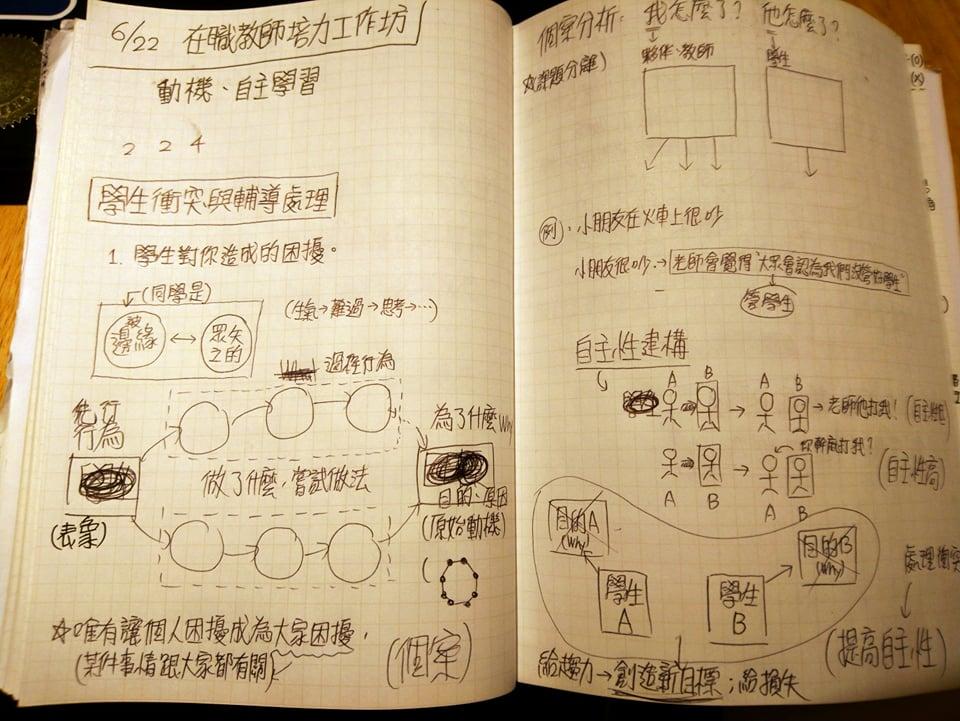 6/22 在職教師培力工作坊
動機、自主學習
2 2 4
學生衝突與輔導處理
1. 學生對你造成的困擾。
(同學是)
被邊緣 ↔ 眾矢之的
(生氣→難過→思考→…)
過程行為
先行行為
為了什麼 Why
做了什麼，嘗試做法
目的、原因
(表象)
(原始動機)
☆唯有讓個人困擾成為大家困擾，
(某件事情跟大家都有關)
(個案)
個案分析: 我怎麼了? 他怎麼了?
夥伴、教師 學生
課題分離)
例: 小朋友在火車上很吵
小朋友很吵→老師會覺得"大眾會認為我們沒管好學生"
管學生
自主性建構
A B A B
→老師他打我! (自主性低)
你幹麻打我?
(自主性高)
A B A B
目的A (Why)
目的B (Why)
學生A
學生B
處理衝突
(提高自主性)
給趨力→創造新目標；給損失